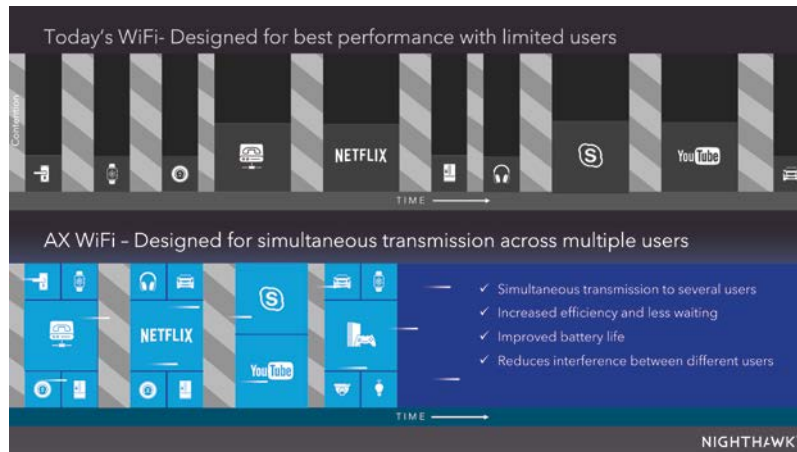 Today's WiFi- Designed for best performance with limited users
Contention
NETFLIX
S
YouTube
TIME
AX WiFi – Designed for simultaneous transmission across multiple users
S
NETFLIX
YouTube
✓ Simultaneous transmission to several users
✓ Increased efficiency and less waiting
✓ Improved battery life
✓ Reduces interference between different users
TIME
NIGHTHAWK